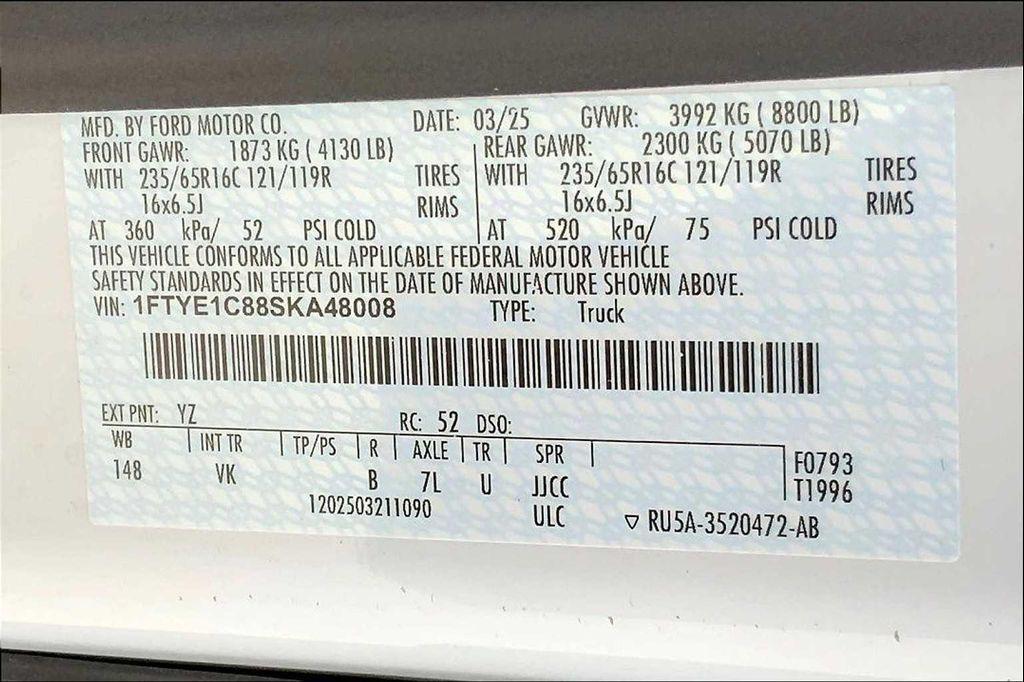 MFD. BY FORD MOTOR CO. DATE: 03/25 GVWR: 3992 KG ( 8800 LB)
FRONT GAWR: 1873 KG ( 4130 LB) REAR GAWR: 2300 KG ( 5070 LB)
WITH 235/65R16C 121/119R TIRES WITH 235/65R16C 121/119R TIRES
16x6.5J RIMS 16x6.5J RIMS
AT 360 kPa/ 52 PSI COLD AT 520 kPa/ 75 PSI COLD
THIS VEHICLE CONFORMS TO ALL APPLICABLE FEDERAL MOTOR VEHICLE
SAFETY STANDARDS IN EFFECT ON THE DATE OF MANUFACTURE SHOWN ABOVE.
VIN: 1FTYE1C88SKA48008 TYPE: Truck
EXT PNT: YZ RC: 52 DSO:
WB INT TR TP/PS R AXLE TR SPR
148 VK B 7L U JJCC
F0793
T1996
1202503211090 ULC ▽ RU5A-3520472-AB